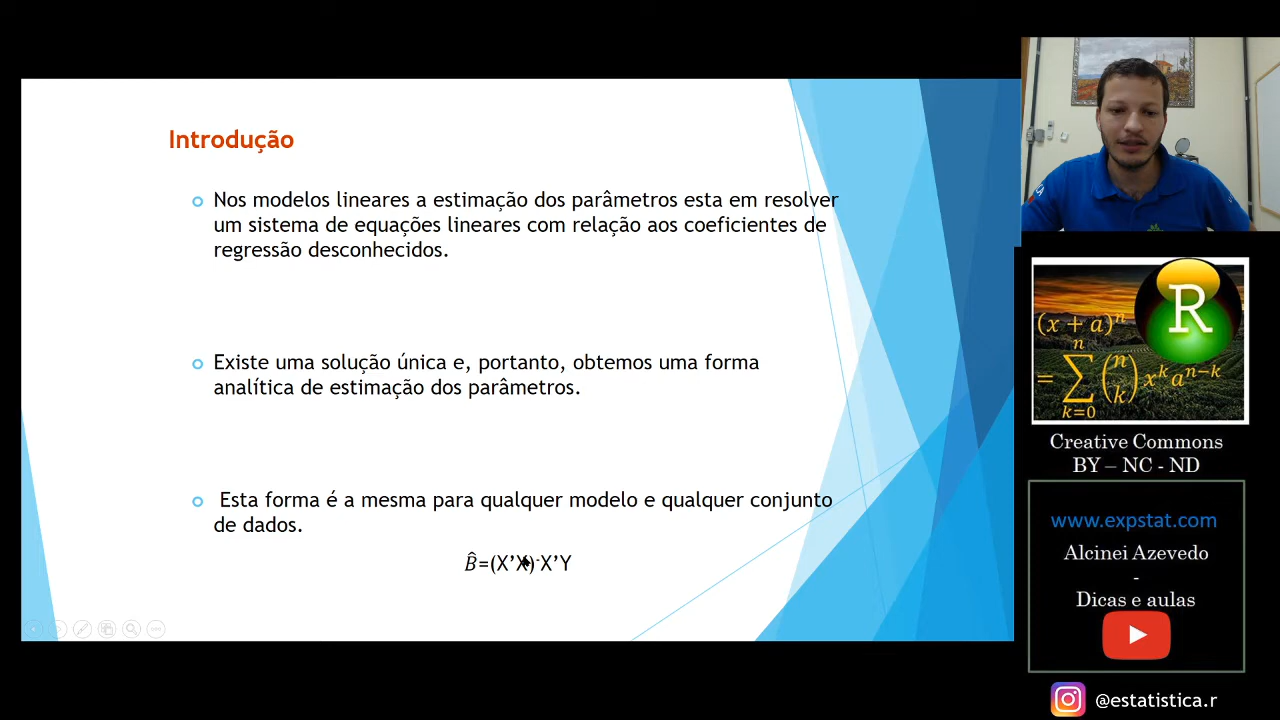 Introdução
Nos modelos lineares a estimação dos parâmetros esta em resolver
um sistema de equações lineares com relação aos coeficientes de
regressão desconhecidos.
Existe uma solução única e, portanto, obtemos uma forma
analítica de estimação dos parâmetros.
Esta forma é a mesma para qualquer modelo e qualquer conjunto
de dados.
B̂=(X’X)⁻X’Y
R
(x + a)ⁿ
n
= ∑ (n k) xᵏ aⁿ⁻ᵏ
k=0
Creative Commons
BY – NC - ND
www.expstat.com
Alcinei Azevedo
-
Dicas e aulas
@estatistica.r